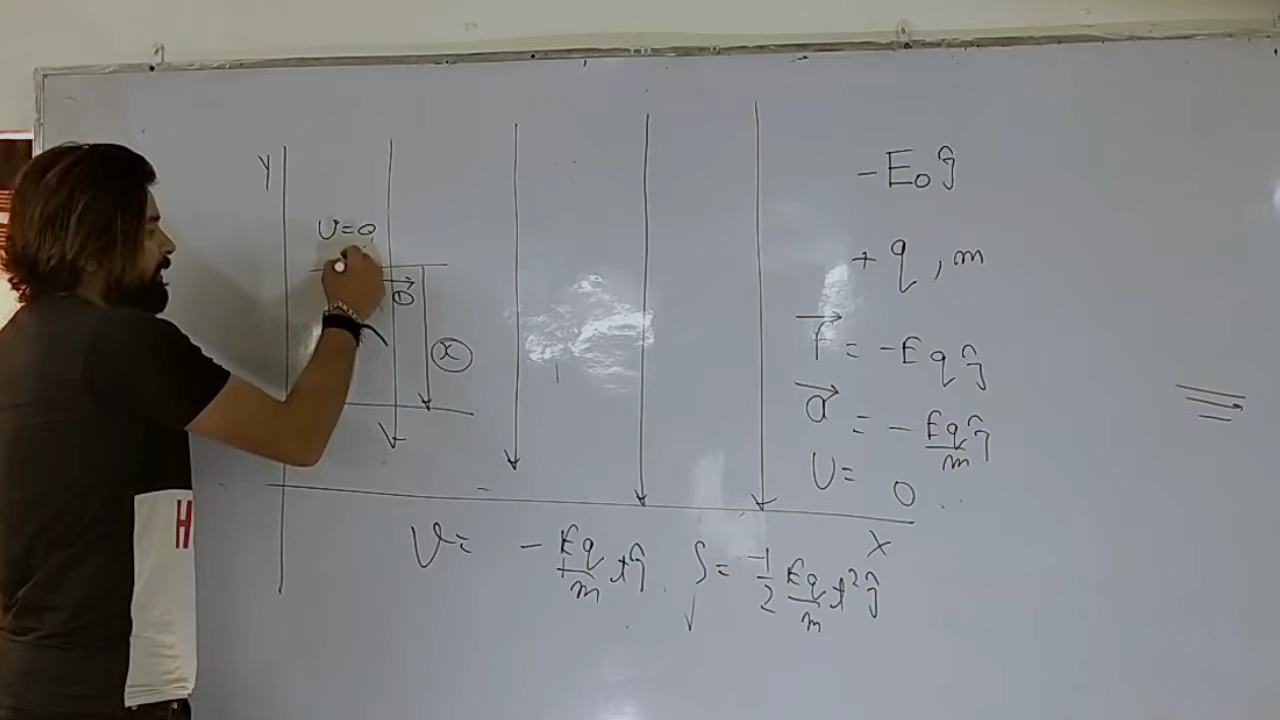 Y
U=0
x
-E₀ĵ
+q, m
F⃗ = -Eqĵ
a⃗ = -Eq/m ĵ
U= 0
X
V= -Eq/m tĵ
S= -1/2 Eq/m t²ĵ
H